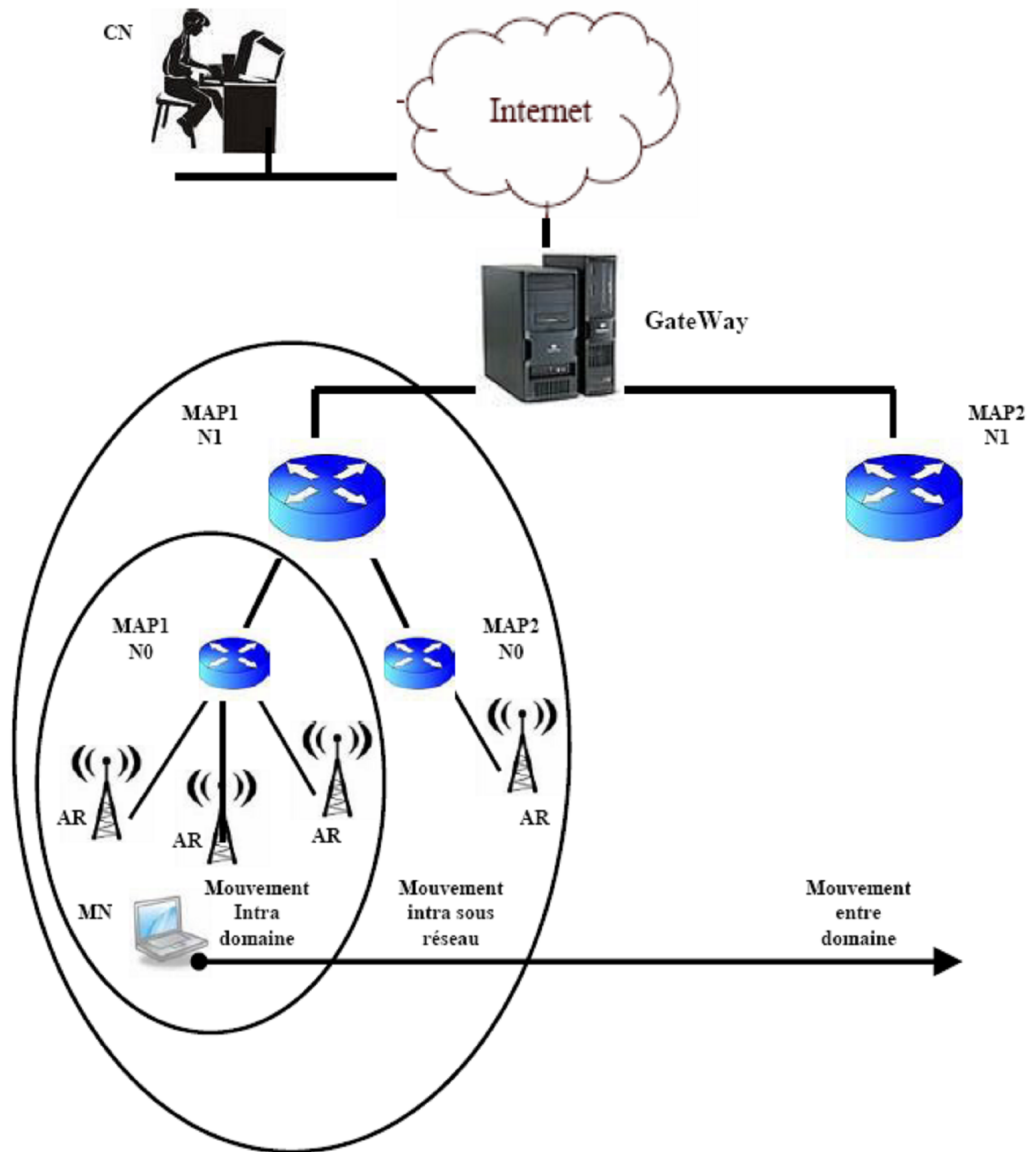 CN
Internet
GateWay
MAP1
N1
MAP2
N1
MAP1
N0
MAP2
N0
AR
AR
AR
AR
MN
Mouvement
Intra
domaine
Mouvement
intra sous
réseau
Mouvement
entre
domaine